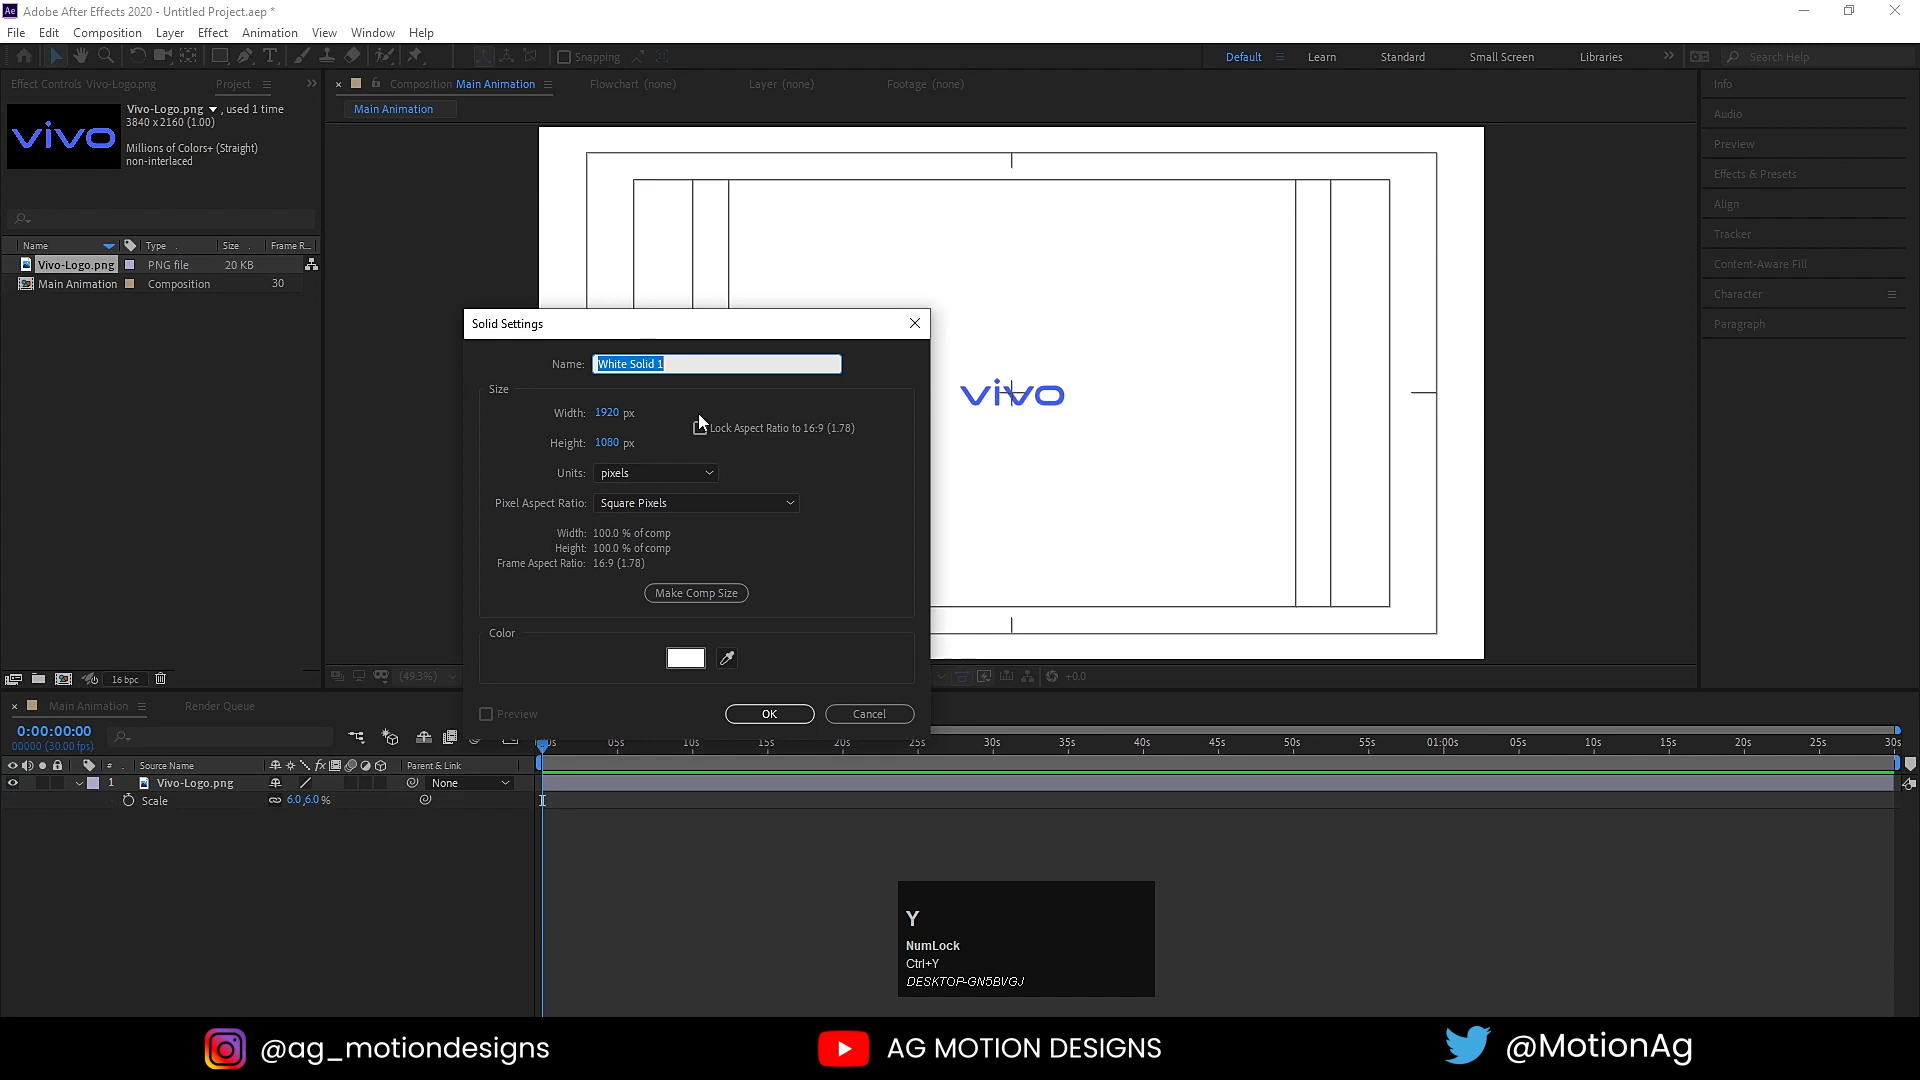 Ae Adobe After Effects 2020 - Untitled Project.aep *
File Edit Composition Layer Effect Animation View Window Help
Snapping
Default Learn Standard Small Screen Libraries Search Help
Effect Controls Vivo-Logo.png Project
Composition Main Animation Flowchart (none) Layer (none) Footage (none)
Main Animation
Vivo-Logo.png , used 1 time
3840 x 2160 (1.00)
Millions of Colors+ (Straight)
non-interlaced
vivo
Name Type Size Frame R...
Vivo-Logo.png PNG file 20 KB
Main Animation Composition 30
Info
Audio
Preview
Effects & Presets
Align
Tracker
Content-Aware Fill
Character
Paragraph
vivo
Solid Settings
Name: White Solid 1
Size
Width: 1920 px
Lock Aspect Ratio to 16:9 (1.78)
Height: 1080 px
Units: pixels
Pixel Aspect Ratio: Square Pixels
Width: 100.0 % of comp
Height: 100.0 % of comp
Frame Aspect Ratio: 16:9 (1.78)
Make Comp Size
Color
Preview OK Cancel
16 bpc
(49.3%)
+0.0
Main Animation Render Queue
0:00:00:00
00000 (30.00 fps)
05s 10s 15s 20s 25s 30s 35s 40s 45s 50s 55s 01:00s 05s 10s 15s 20s 25s 30s
# Source Name Parent & Link
1 Vivo-Logo.png None
Scale 6.0,6.0 %
Y
NumLock
Ctrl+Y
DESKTOP-GN5BVGJ
@ag_motiondesigns AG MOTION DESIGNS @MotionAg